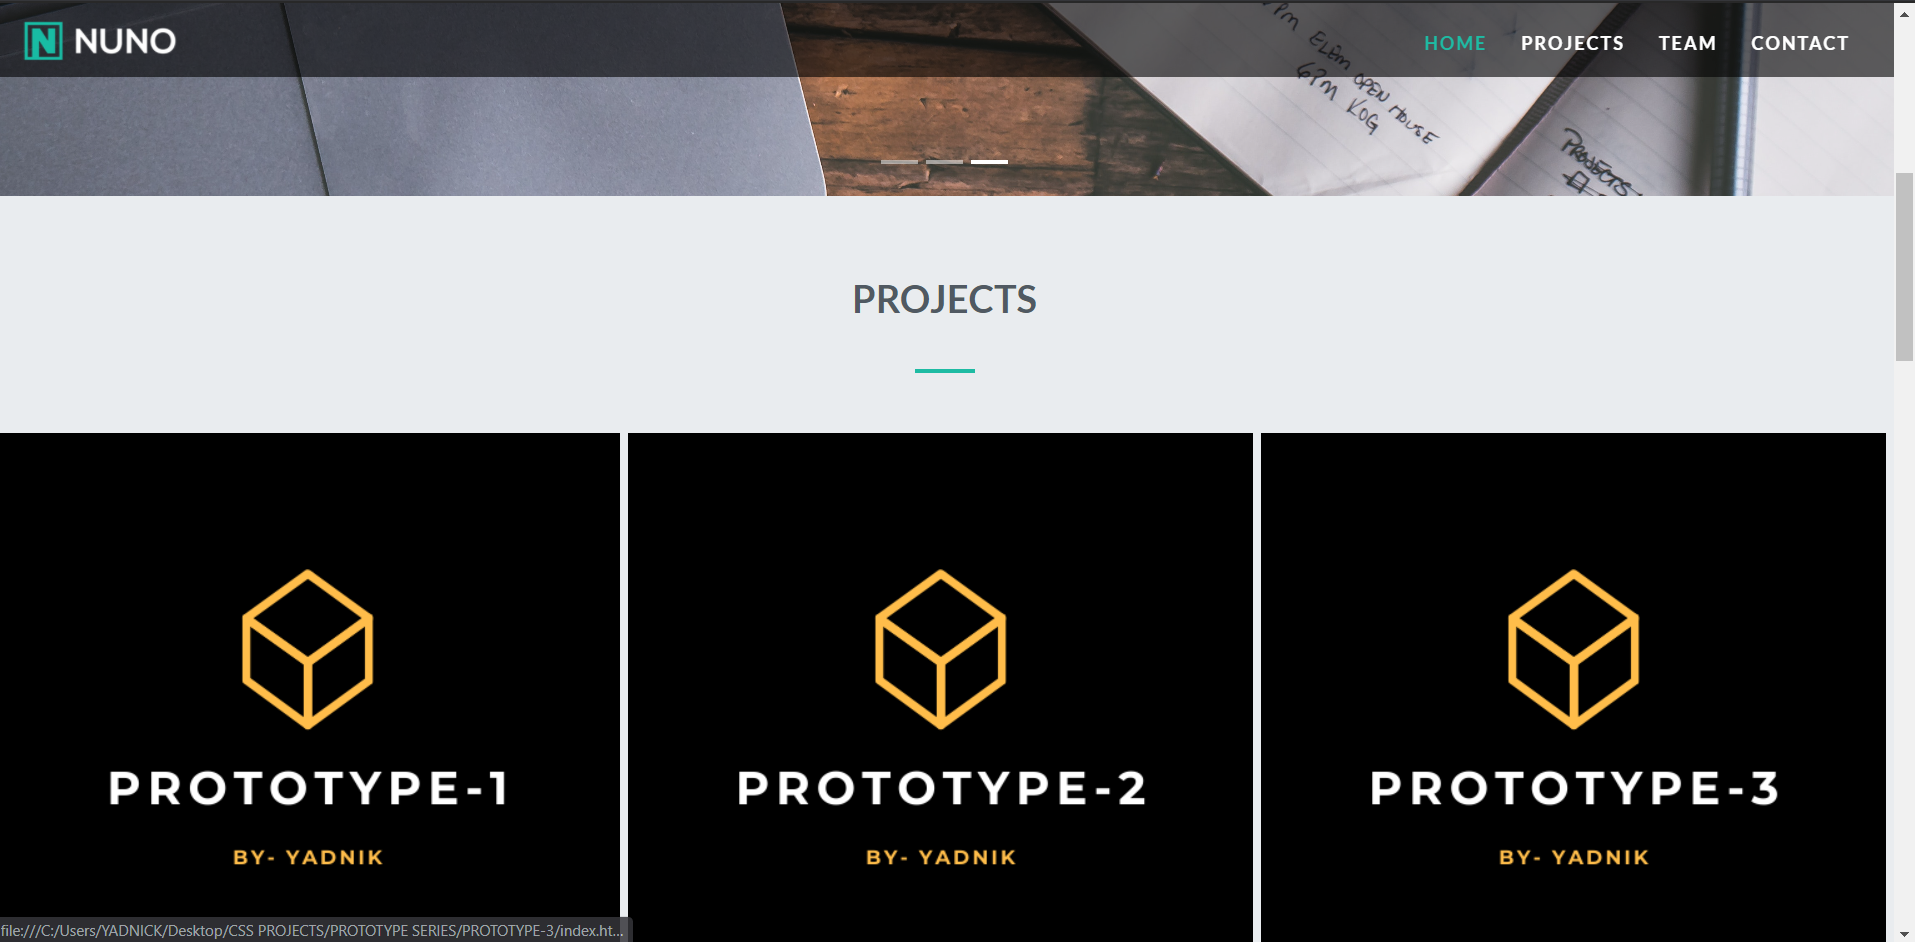 N NUNO
HOME PROJECTS TEAM CONTACT
7PM ELEM OPEN HOUSE
6PM KOG
PROJECTS
PROJECTS
PROTOTYPE-1
BY- YADNIK
PROTOTYPE-2
BY- YADNIK
PROTOTYPE-3
BY- YADNIK
file:///C:/Users/YADNICK/Desktop/CSS PROJECTS/PROTOTYPE SERIES/PROTOTYPE-3/index.ht...